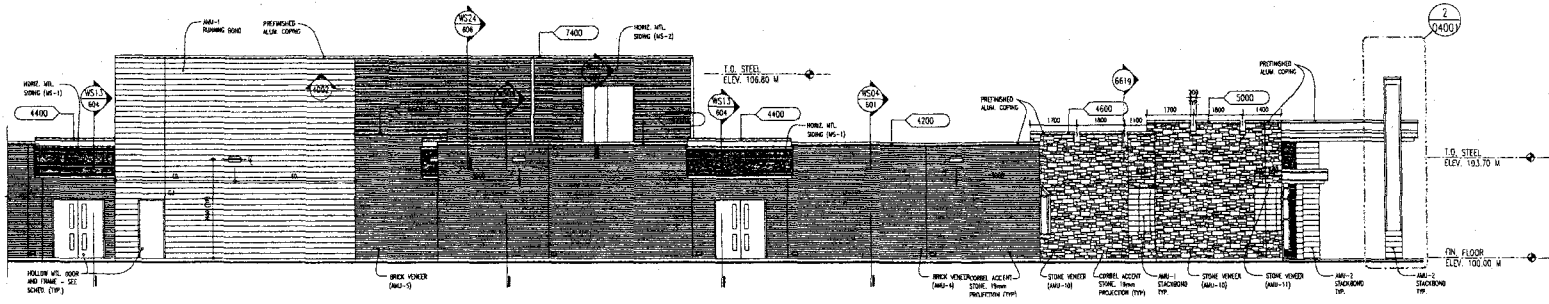 AMU-1
RUNNING BOND
PREFINISHED
ALUM. COPING
WS24
606
7400
HORIZ. MTL.
SIDING (MS-2)
2
0400
HORIZ. MTL.
SIDING (MS-1)
WS13
604
4400
4002
T.O. STEEL
ELEV. 106.80 M
WS13
604
4400
HORIZ. MTL.
SIDING (MS-1)
WS04
601
4200
PREFINISHED
ALUM. COPING
6619
4600
1700
1800
1100
1700
200
1800
5000
1400
PREFINISHED
ALUM. COPING
T.O. STEEL
ELEV. 103.70 M
FIN. FLOOR
ELEV. 100.00 M
HOLLOW MTL. DOOR
AND FRAME - SEE
SCHED. (TYP.)
BRICK VENEER
(AMU-5)
BRICK VENEER
(AMU-4)
CORBEL ACCENT
STONE. 19mm
PROJECTION (TYP)
STONE VENEER
(AMU-10)
CORBEL ACCENT
STONE. 19mm
PROJECTION (TYP)
AMU-1
STACKBOND
TYP.
STONE VENEER
(AMU-10)
STONE VENEER
(AMU-11)
AMU-2
STACKBOND
TYP.
AMU-2
STACKBOND
TYP.